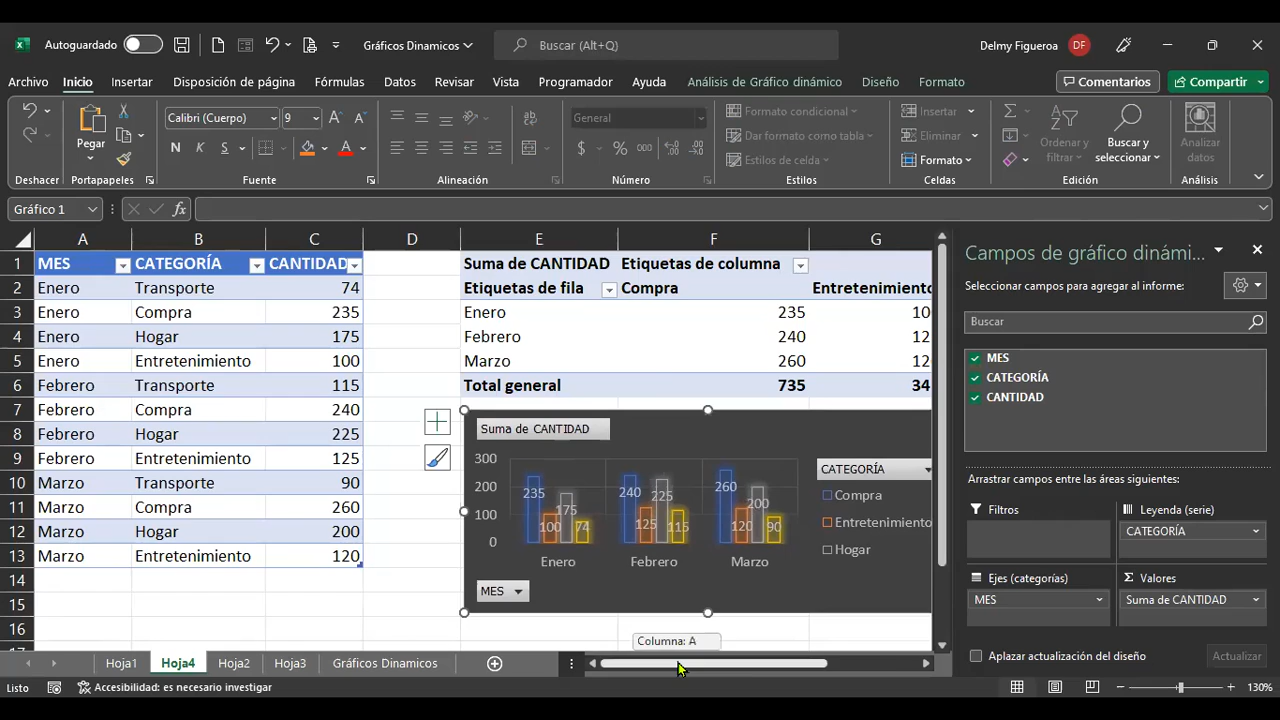 Autoguardado
Gráficos Dinamicos
Buscar (Alt+Q)
Delmy Figueroa
DF
Archivo Inicio Insertar Disposición de página Fórmulas Datos Revisar Vista Programador Ayuda Análisis de Gráfico dinámico Diseño Formato
Comentarios
Compartir
Pegar
Calibri (Cuerpo) 9
N K S
General
$ % 000
Formato condicional
Dar formato como tabla
Estilos de celda
Insertar
Eliminar
Formato
Ordenar y
filtrar
Buscar y
seleccionar
Analizar
datos
Deshacer Portapapeles Fuente Alineación Número Estilos Celdas Edición Análisis
Gráfico 1
fx
A B C D E F G
1 MES CATEGORÍA CANTIDAD Suma de CANTIDAD Etiquetas de columna
2 Enero Transporte 74 Etiquetas de fila Compra Entretenimiento
3 Enero Compra 235 Enero 235 10
4 Enero Hogar 175 Febrero 240 12
5 Enero Entretenimiento 100 Marzo 260 12
6 Febrero Transporte 115 Total general 735 34
7 Febrero Compra 240
8 Febrero Hogar 225
9 Febrero Entretenimiento 125
10 Marzo Transporte 90
11 Marzo Compra 260
12 Marzo Hogar 200
13 Marzo Entretenimiento 120
14
15
16
17
Suma de CANTIDAD
300
200
100
0
235 100 175 74
240 125 225 115
260 120 200 90
Enero Febrero Marzo
MES
CATEGORÍA
Compra
Entretenimiento
Hogar
Columna: A
Hoja1 Hoja4 Hoja2 Hoja3 Gráficos Dinamicos
Listo
Accesibilidad: es necesario investigar
130%
Campos de gráfico dinámi...
Seleccionar campos para agregar al informe:
Buscar
MES
CATEGORÍA
CANTIDAD
Arrastrar campos entre las áreas siguientes:
Filtros
Leyenda (serie)
CATEGORÍA
Ejes (categorías)
MES
Σ Valores
Suma de CANTIDAD
Aplazar actualización del diseño
Actualizar